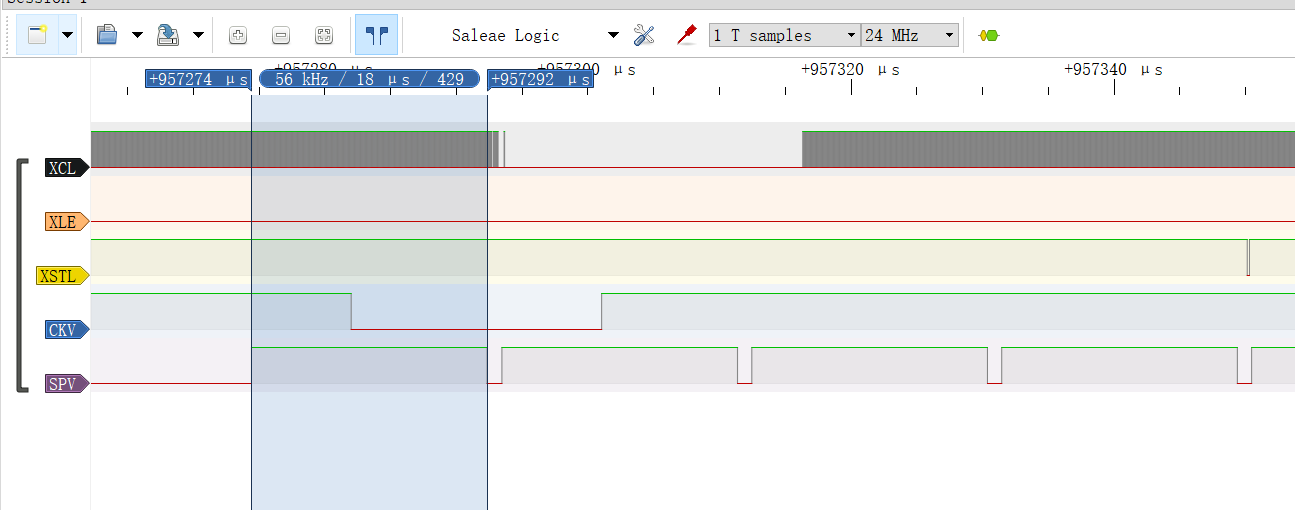 Session 1
Saleae Logic
1 T samples
24 MHz
+957280 μs
+957300 μs
+957320 μs
+957340 μs
+957274 μs
56 kHz / 18 μs / 429
+957292 μs
XCL
XLE
XSTL
CKV
SPV